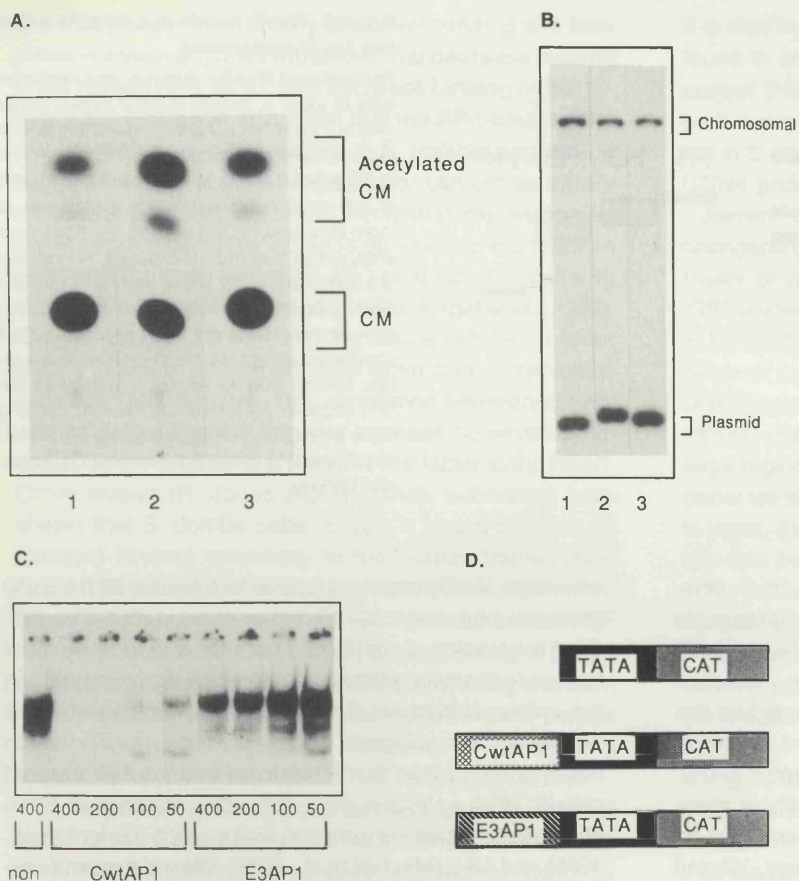 A.
Acetylated
CM
CM
1 2 3
B.
Chromosomal
Plasmid
1 2 3
C.
400 400 200 100 50 400 200 100 50
non CwtAP1 E3AP1
D.
TATA CAT
CwtAP1 TATA CAT
E3AP1 TATA CAT